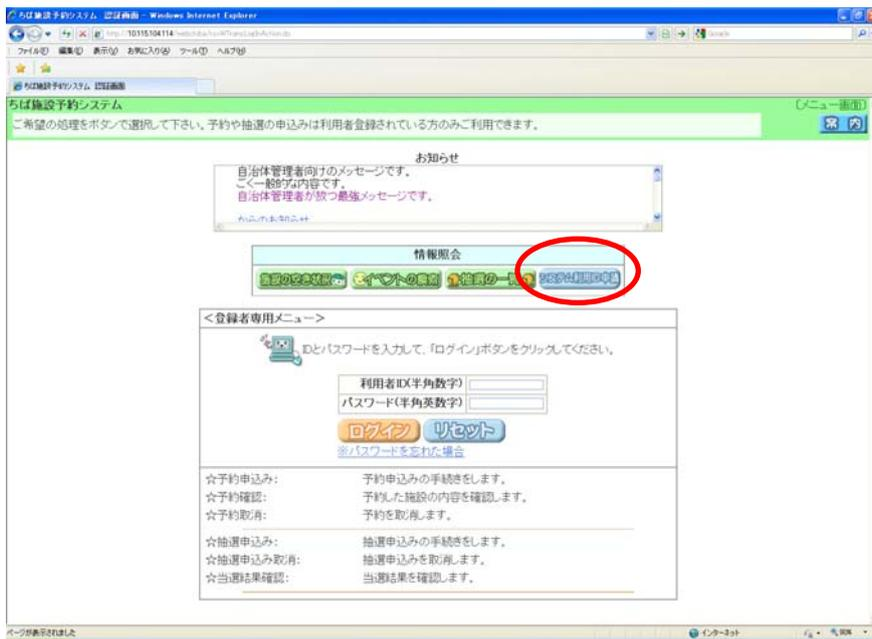 ちば施設予約システム 認証画面 - Windows Internet Explorer
ファイル(F) 編集(E) 表示(V) お気に入り(A) ツール(T) ヘルプ(H)
ちば施設予約システム 認証画面
ちば施設予約システム
[メニュー画面]
ご希望の処理をボタンで選択して下さい。予約や抽選の申込みは利用者登録されている方のみご利用できます。
案内
お知らせ
自治体管理者向けのメッセージです。
ごく一般的な内容です。
自治体管理者が放つ最強メッセージです。
からのお知らせ
情報照会
施設の空き状況 イベントの検索 抽選の一覧 システム利用の申請
<登録者専用メニュー>
IDとパスワードを入力して、「ログイン」ボタンをクリックしてください。
利用者ID(半角数字)
パスワード(半角英数字)
ログイン リセット
※パスワードを忘れた場合
☆予約申込み: 予約申込みの手続きをします。
☆予約確認: 予約した施設の内容を確認します。
☆予約取消: 予約を取消します。
☆抽選申込み: 抽選申込みの手続きをします。
☆抽選申込み取消: 抽選申込みを取消します。
☆当選結果確認: 当選結果を確認します。
ページが表示されました
インターネット